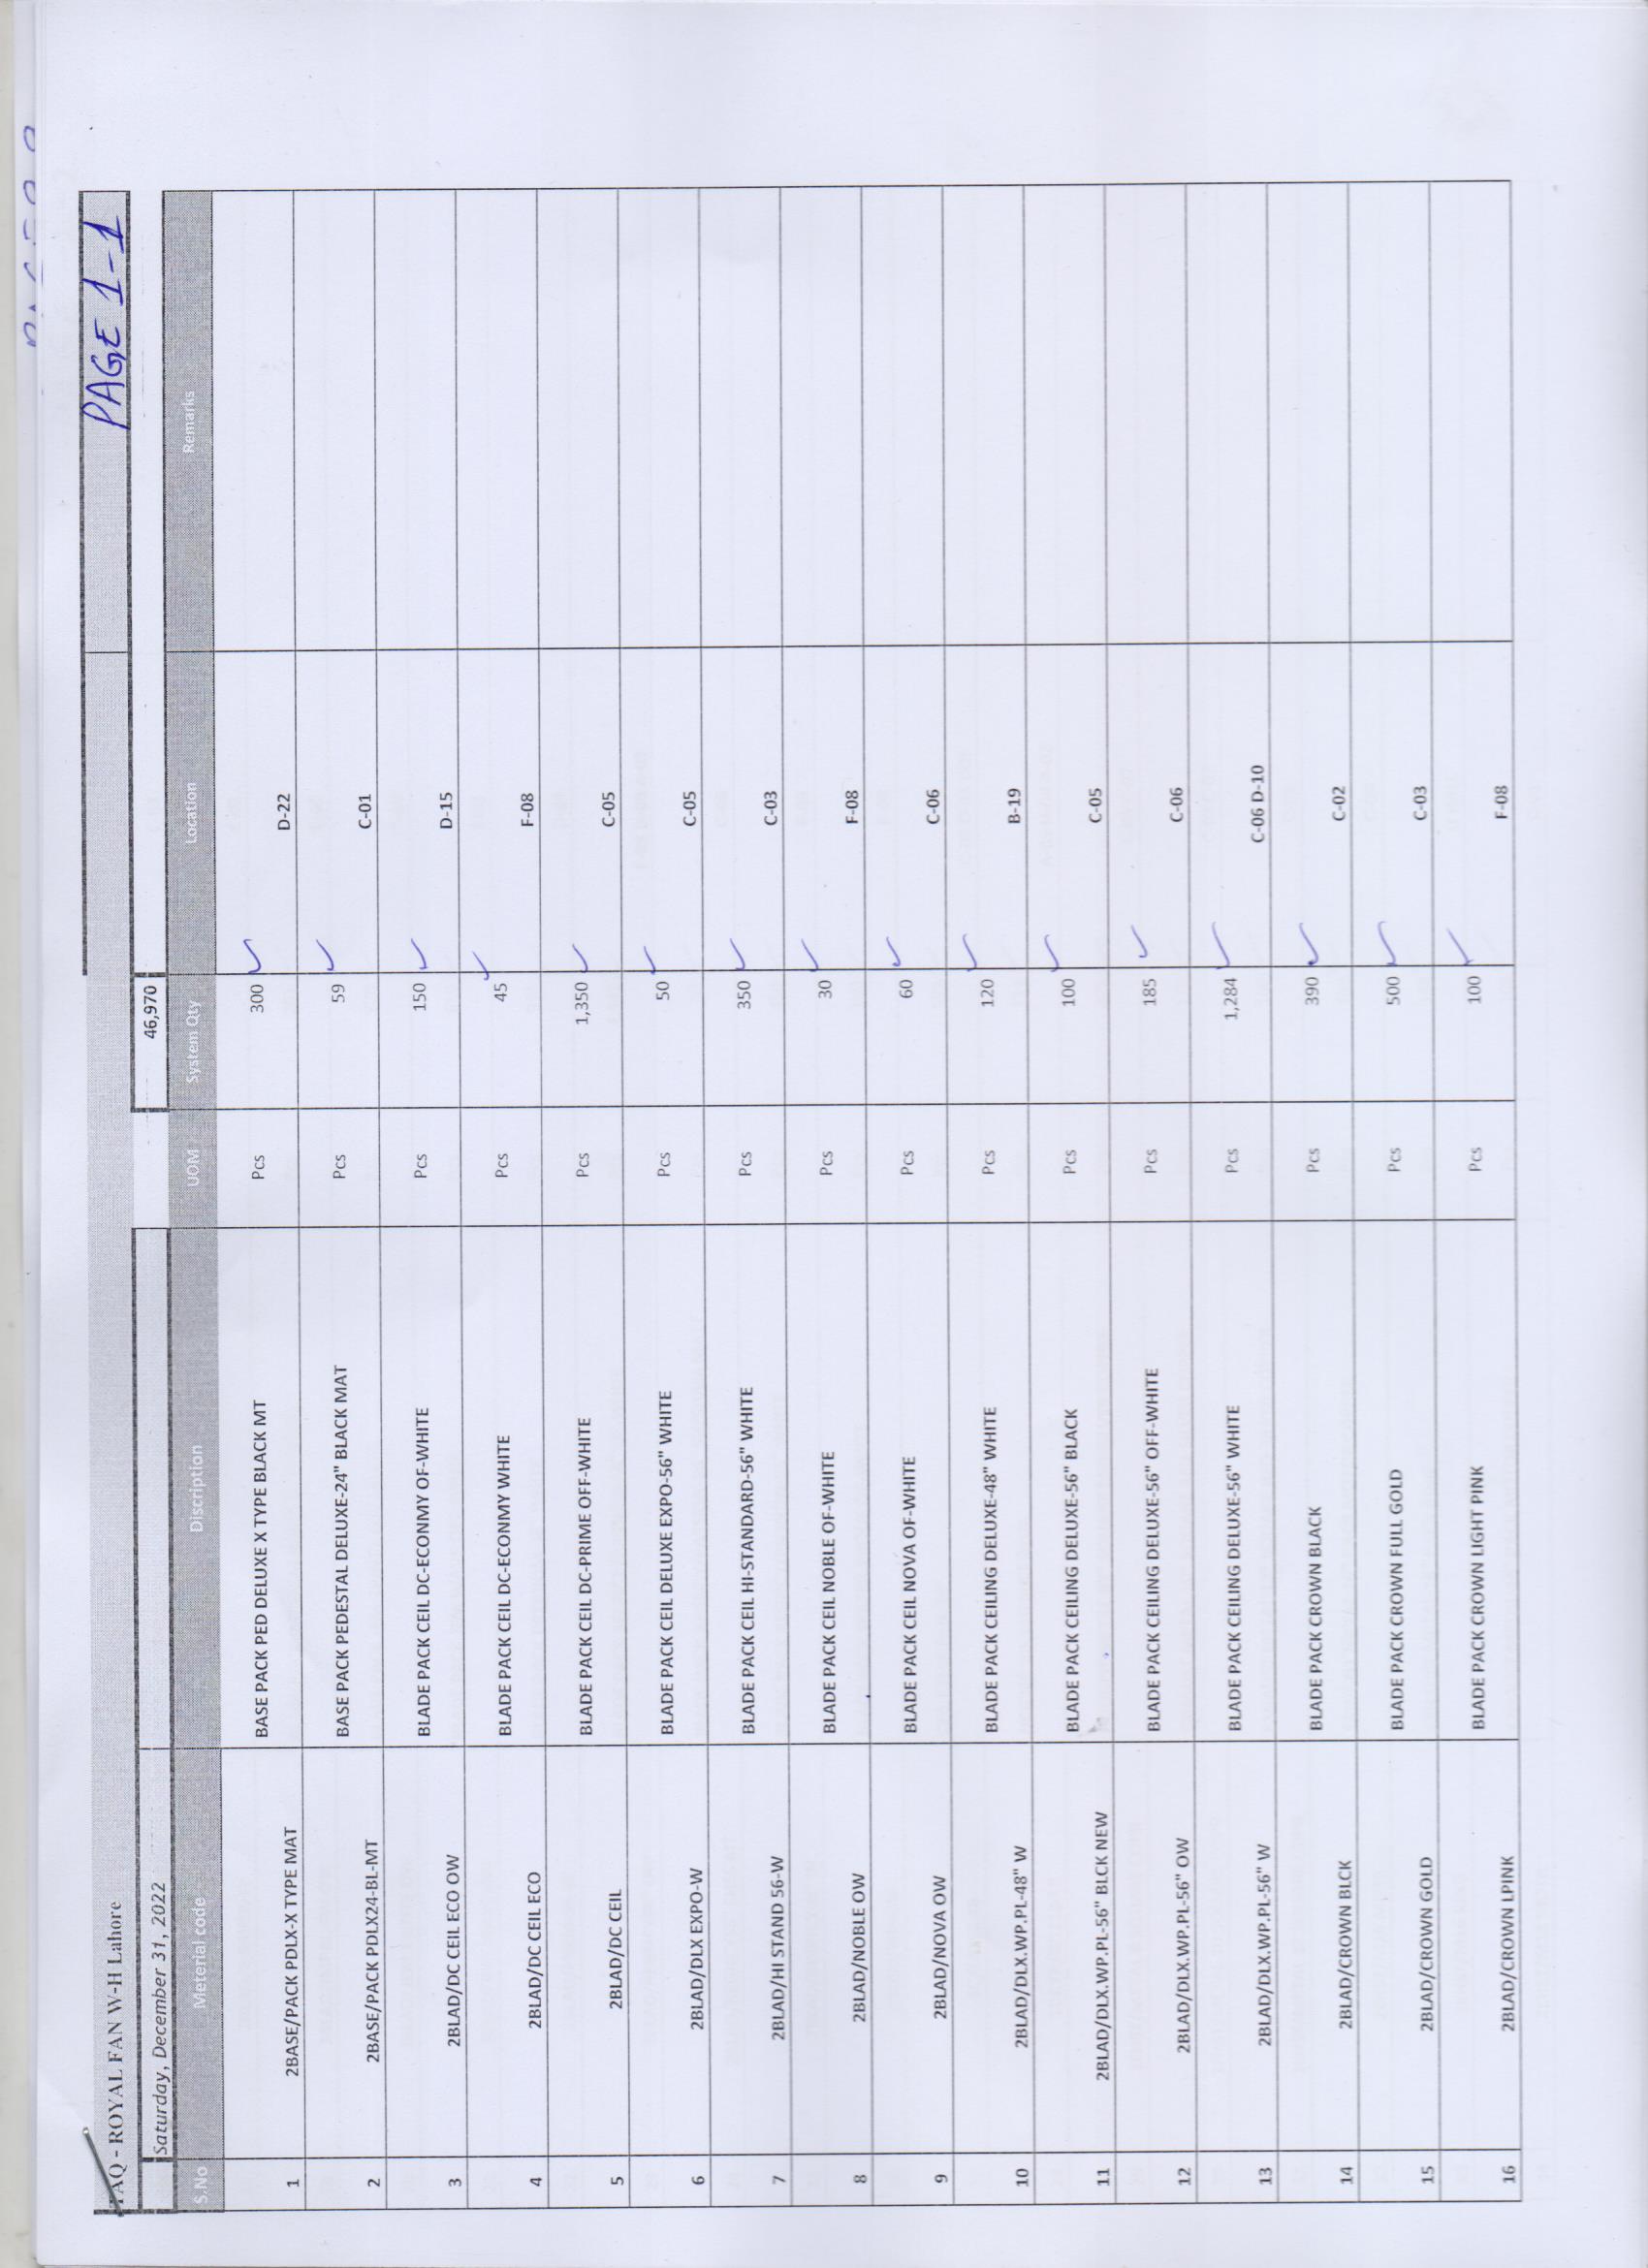 TAQ - ROYAL FAN W-H Lahore
PAGE 1-1
Saturday, December 31, 2022 46,970
S.No Meterial code Discription UOM System Qty Location Remarks
1 2BASE/PACK PDLX-X TYPE MAT BASE PACK PED DELUXE X TYPE BLACK MT Pcs 300 D-22
2 2BASE/PACK PDLX24-BL-MT BASE PACK PEDESTAL DELUXE-24" BLACK MAT Pcs 59 C-01
3 2BLAD/DC CEIL ECO OW BLADE PACK CEIL DC-ECONMY OF-WHITE Pcs 150 D-15
4 2BLAD/DC CEIL ECO BLADE PACK CEIL DC-ECONMY WHITE Pcs 45 F-08
5 2BLAD/DC CEIL BLADE PACK CEIL DC-PRIME OFF-WHITE Pcs 1,350 C-05
6 2BLAD/DLX EXPO-W BLADE PACK CEIL DELUXE EXPO-56" WHITE Pcs 50 C-05
7 2BLAD/HI STAND 56-W BLADE PACK CEIL HI-STANDARD-56" WHITE Pcs 350 C-03
8 2BLAD/NOBLE OW BLADE PACK CEIL NOBLE OF-WHITE Pcs 30 F-08
9 2BLAD/NOVA OW BLADE PACK CEIL NOVA OF-WHITE Pcs 60 C-06
10 2BLAD/DLX.WP.PL-48" W BLADE PACK CEILING DELUXE-48" WHITE Pcs 120 B-19
11 2BLAD/DLX.WP.PL-56" BLCK NEW BLADE PACK CEILING DELUXE-56" BLACK Pcs 100 C-05
12 2BLAD/DLX.WP.PL-56" OW BLADE PACK CEILING DELUXE-56" OFF-WHITE Pcs 185 C-06
13 2BLAD/DLX.WP.PL-56" W BLADE PACK CEILING DELUXE-56" WHITE Pcs 1,284 C-06 D-10
14 2BLAD/CROWN BLCK BLADE PACK CROWN BLACK Pcs 390 C-02
15 2BLAD/CROWN GOLD BLADE PACK CROWN FULL GOLD Pcs 500 C-03
16 2BLAD/CROWN LPINK BLADE PACK CROWN LIGHT PINK Pcs 100 F-08